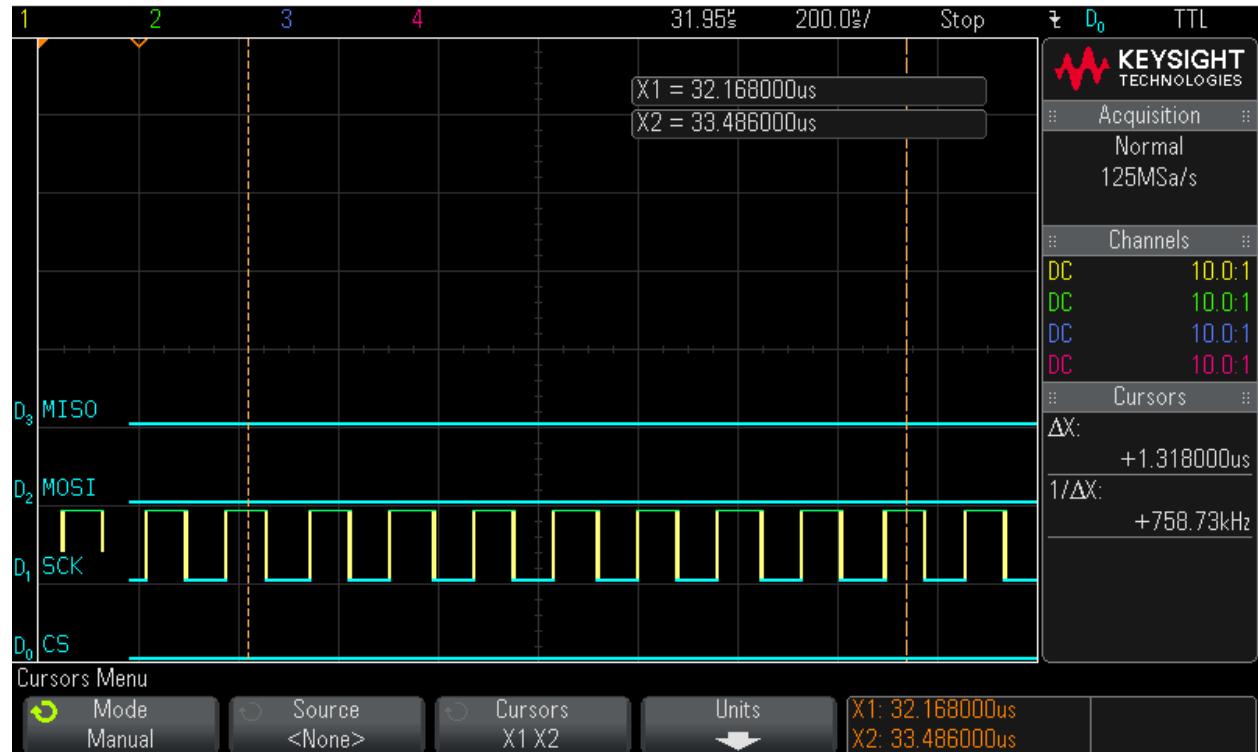 1 2 3 4 31.95us 200.0ns/ Stop D0 TTL
KEYSIGHT
TECHNOLOGIES
X1 = 32.168000us
X2 = 33.486000us
Acquisition
Normal
125MSa/s
Channels
DC 10.0:1
DC 10.0:1
DC 10.0:1
DC 10.0:1
Cursors
ΔX:
+1.318000us
1/ΔX:
+758.73kHz
D3 MISO
D2 MOSI
D1 SCK
D0 CS
Cursors Menu
Mode
Manual
Source
<None>
Cursors
X1 X2
Units
X1: 32.168000us
X2: 33.486000us